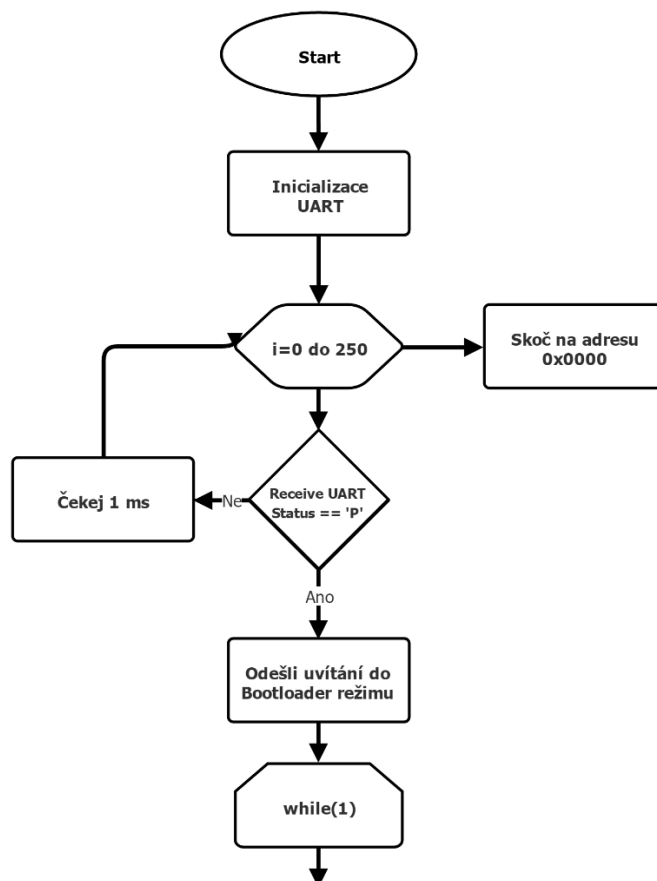 Start
Inicializace
UART
i=0 do 250
Skoč na adresu
0x0000
Čekej 1 ms
Ne
Receive UART
Status == 'P'
Ano
Odešli uvítání do
Bootloader režimu
while(1)